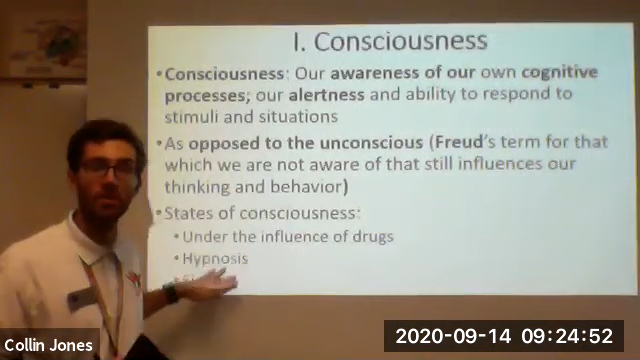 I. Consciousness
•Consciousness: Our awareness of our own cognitive
processes; our alertness and ability to respond to
stimuli and situations
•As opposed to the unconscious (Freud's term for that
which we are not aware of that still influences our
thinking and behavior)
•States of consciousness:
•Under the influence of drugs
•Hypnosis
Collin Jones
2020-09-14 09:24:52